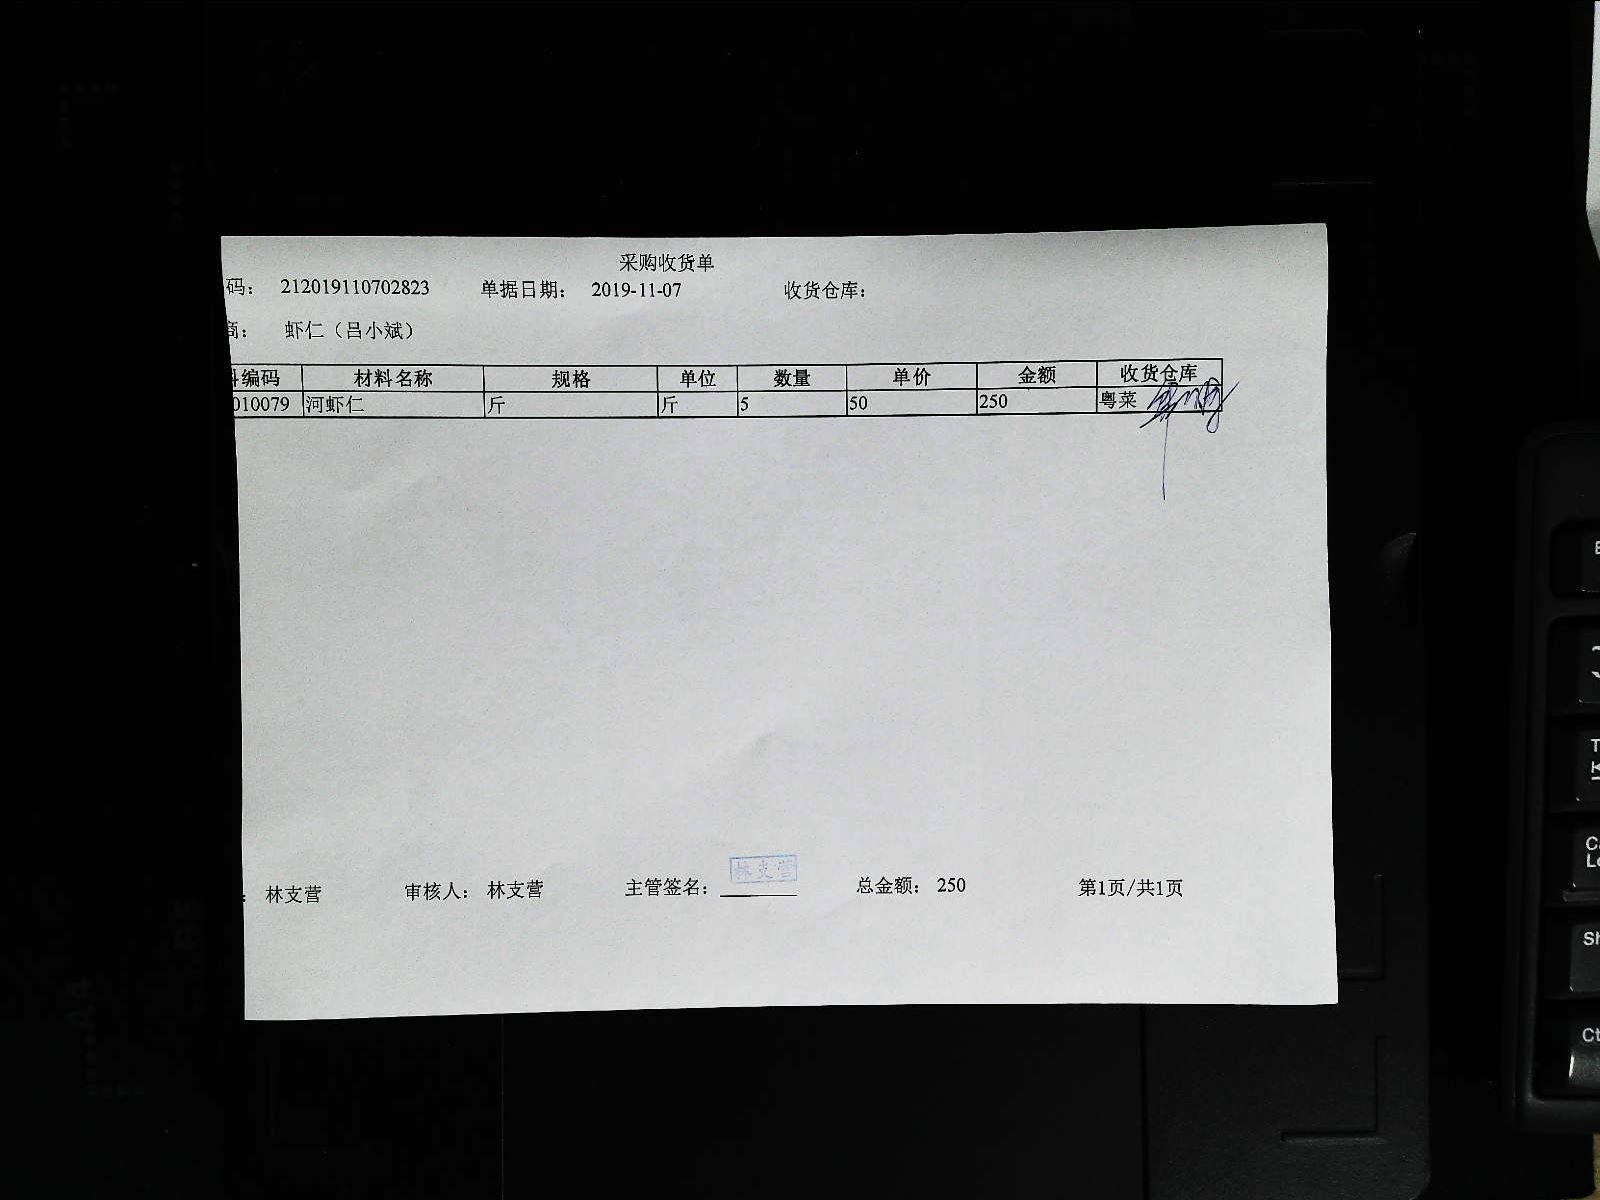 采购收货单
码： 212019110702823 单据日期： 2019-11-07 收货仓库：
商： 虾仁（吕小斌）
料编码 材料名称 规格 单位 数量 单价 金额 收货仓库
010079 河虾仁 斤 斤 5 50 250 粤菜
林支营
： 林支营 审核人： 林支营 主管签名： 总金额： 250 第1页/共1页